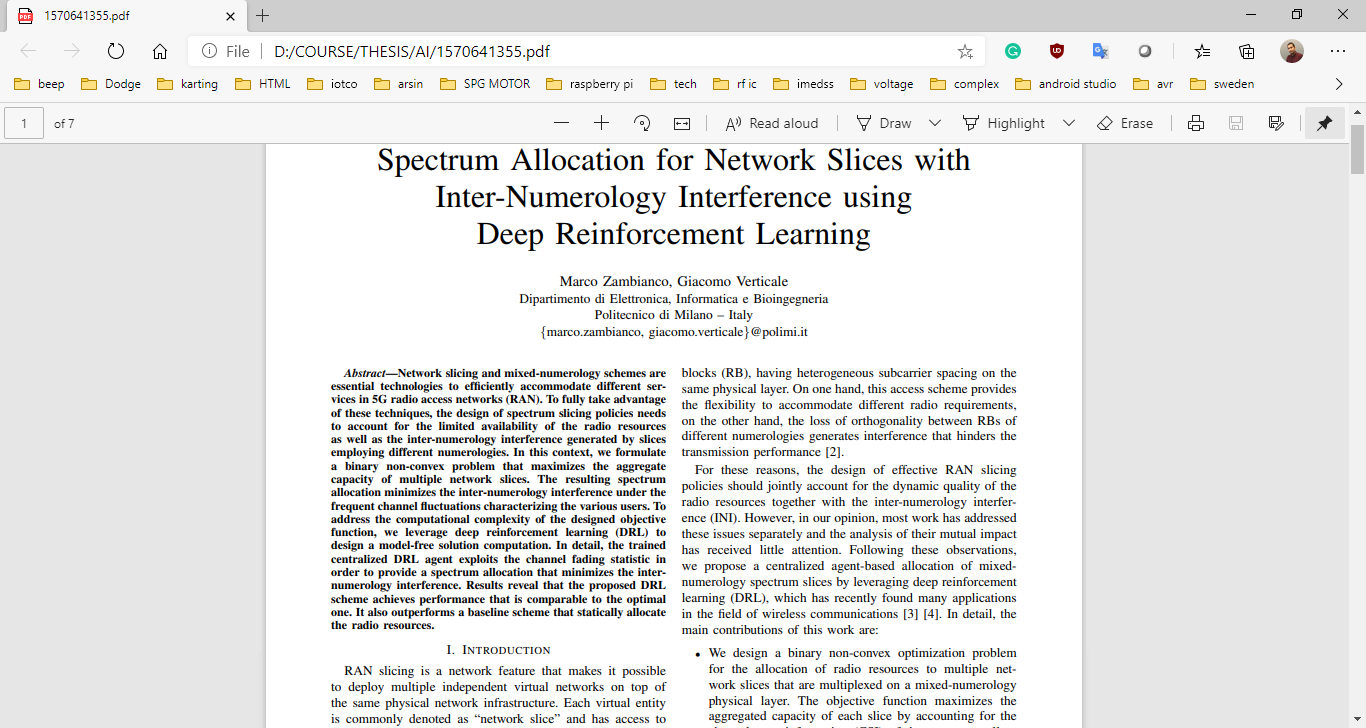 1570641355.pdf
File
D:/COURSE/THESIS/AI/1570641355.pdf
beep Dodge karting HTML iotco arsin SPG MOTOR raspberry pi tech rf ic imedss voltage complex android studio avr sweden
1 of 7 Read aloud Draw Highlight Erase
Spectrum Allocation for Network Slices with
Inter-Numerology Interference using
Deep Reinforcement Learning
Marco Zambianco, Giacomo Verticale
Dipartimento di Elettronica, Informatica e Bioingegneria
Politecnico di Milano – Italy
{marco.zambianco, giacomo.verticale}@polimi.it
Abstract—Network slicing and mixed-numerology schemes are
essential technologies to efficiently accommodate different ser-
vices in 5G radio access networks (RAN). To fully take advantage
of these techniques, the design of spectrum slicing policies needs
to account for the limited availability of the radio resources
as well as the inter-numerology interference generated by slices
employing different numerologies. In this context, we formulate
a binary non-convex problem that maximizes the aggregate
capacity of multiple network slices. The resulting spectrum
allocation minimizes the inter-numerology interference under the
frequent channel fluctuations characterizing the various users. To
address the computational complexity of the designed objective
function, we leverage deep reinforcement learning (DRL) to
design a model-free solution computation. In detail, the trained
centralized DRL agent exploits the channel fading statistic in
order to provide a spectrum allocation that minimizes the inter-
numerology interference. Results reveal that the proposed DRL
scheme achieves performance that is comparable to the optimal
one. It also outperforms a baseline scheme that statically allocate
the radio resources.
I. INTRODUCTION
RAN slicing is a network feature that makes it possible
to deploy multiple independent virtual networks on top of
the same physical network infrastructure. Each virtual entity
is commonly denoted as “network slice” and has access to
blocks (RB), having heterogeneous subcarrier spacing on the
same physical layer. On one hand, this access scheme provides
the flexibility to accommodate different radio requirements,
on the other hand, the loss of orthogonality between RBs of
different numerologies generates interference that hinders the
transmission performance [2].
For these reasons, the design of effective RAN slicing
policies should jointly account for the dynamic quality of the
radio resources together with the inter-numerology interfer-
ence (INI). However, in our opinion, most work has addressed
these issues separately and the analysis of their mutual impact
has received little attention. Following these observations,
we propose a centralized agent-based allocation of mixed-
numerology spectrum slices by leveraging deep reinforcement
learning (DRL), which has recently found many applications
in the field of wireless communications [3] [4]. In detail, the
main contributions of this work are:
• We design a binary non-convex optimization problem
for the allocation of radio resources to multiple net-
work slices that are multiplexed on a mixed-numerology
physical layer. The objective function maximizes the
aggregated capacity of each slice by accounting for the